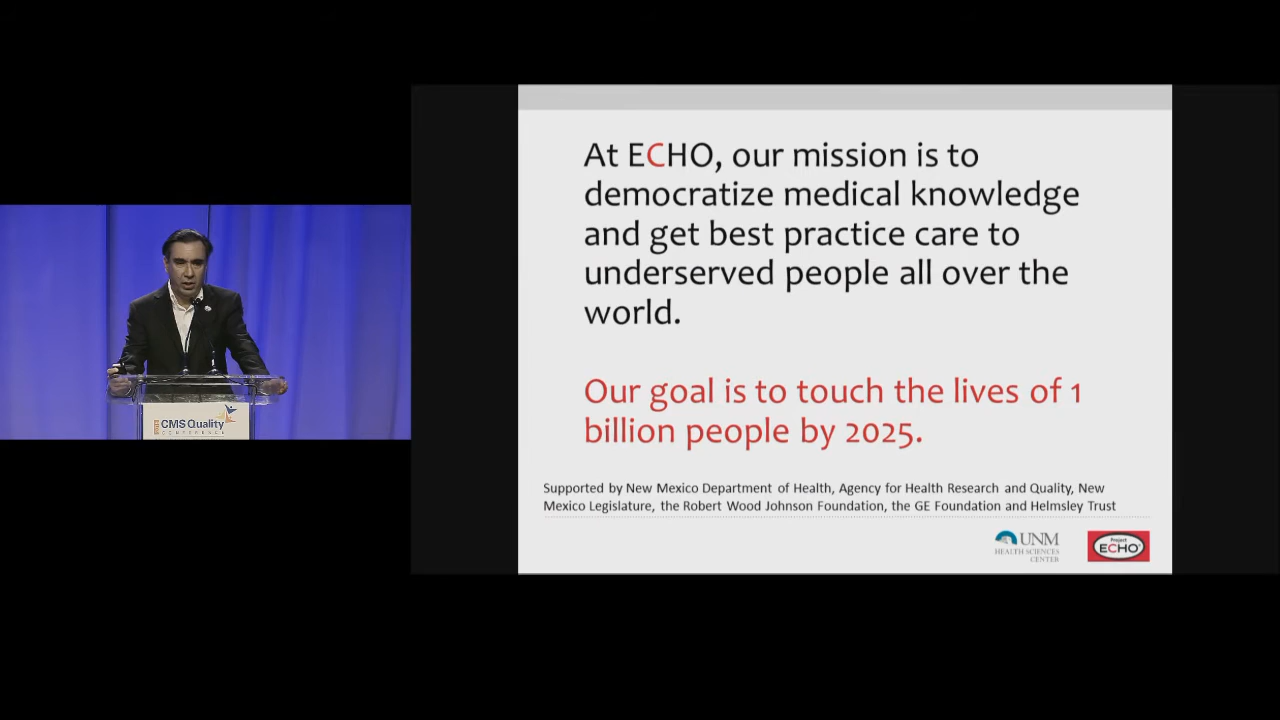 At ECHO, our mission is to
democratize medical knowledge
and get best practice care to
underserved people all over the
world.
Our goal is to touch the lives of 1
billion people by 2025.
Supported by New Mexico Department of Health, Agency for Health Research and Quality, New
Mexico Legislature, the Robert Wood Johnson Foundation, the GE Foundation and Helmsley Trust
UNM
HEALTH SCIENCES
CENTER
Project
ECHO®
CMS Quality
CONFERENCE